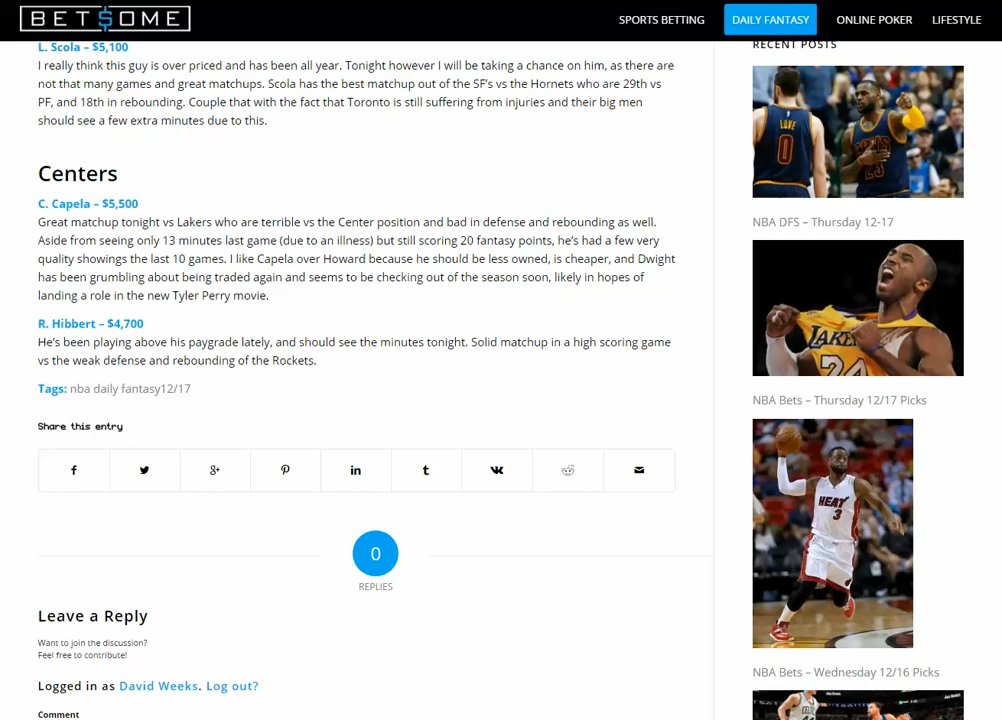 BET$OME
SPORTS BETTING
DAILY FANTASY
ONLINE POKER
LIFESTYLE
L. Scola – $5,100
I really think this guy is over priced and has been all year. Tonight however I will be taking a chance on him, as there are
not that many games and great matchups. Scola has the best matchup out of the SF's vs the Hornets who are 29th vs
PF, and 18th in rebounding. Couple that with the fact that Toronto is still suffering from injuries and their big men
should see a few extra minutes due to this.
Centers
C. Capela – $5,500
Great matchup tonight vs Lakers who are terrible vs the Center position and bad in defense and rebounding as well.
Aside from seeing only 13 minutes last game (due to an illness) but still scoring 20 fantasy points, he's had a few very
quality showings the last 10 games. I like Capela over Howard because he should be less owned, is cheaper, and Dwight
has been grumbling about being traded again and seems to be checking out of the season soon, likely in hopes of
landing a role in the new Tyler Perry movie.
R. Hibbert – $4,700
He's been playing above his paygrade lately, and should see the minutes tonight. Solid matchup in a high scoring game
vs the weak defense and rebounding of the Rockets.
Tags: nba daily fantasy12/17
Share this entry
0
REPLIES
Leave a Reply
Want to join the discussion?
Feel free to contribute!
Logged in as David Weeks. Log out?
Comment
RECENT POSTS
LOVE
0
CAVS
23
NBA DFS – Thursday 12-17
LAKERS
24
NBA Bets – Thursday 12/17 Picks
HEAT
3
NBA Bets – Wednesday 12/16 Picks